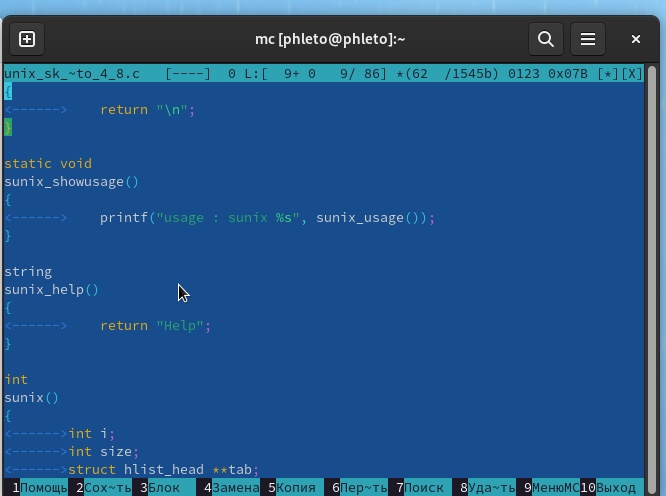 mc [phleto@phleto]:~
unix_sk_~to_4_8.c   [----]  0 L:[  9+ 0   9/ 86] *(62  /1545b) 0123 0x07B [*][X]
{
<------>    return "\n";
}
static void
sunix_showusage()
{
<------>    printf("usage : sunix %s", sunix_usage());
}
string
sunix_help()
{
<------>    return "Help";
}
int
sunix()
{
<------>int i;
<------>int size;
<------>struct hlist_head **tab;
1Помощь 2Сох~ть 3Блок 4Замена 5Копия 6Пер~ть 7Поиск 8Уда~ть 9МенюMC 10Выход